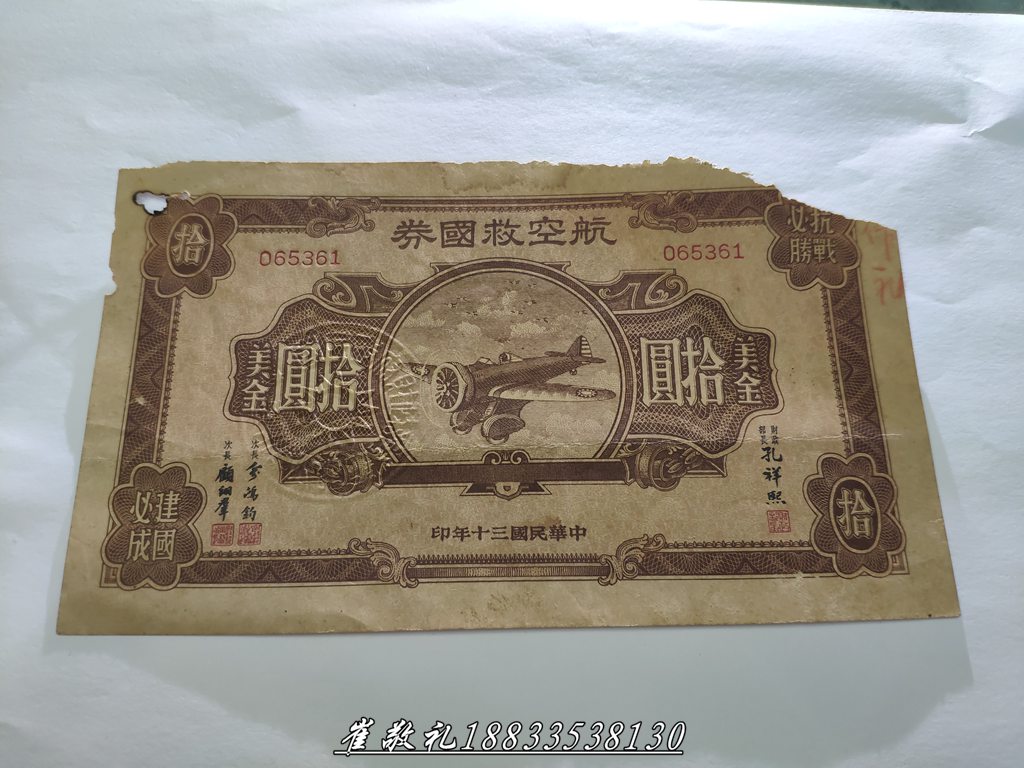 航空救國券
065361
065361
拾
抗戰必勝
美金
拾圓
拾圓
美金
財政部長 孔祥熙
次長
次長 顧翊羣
建國必成
拾
中華民國三十年印
崔敬礼18833538130